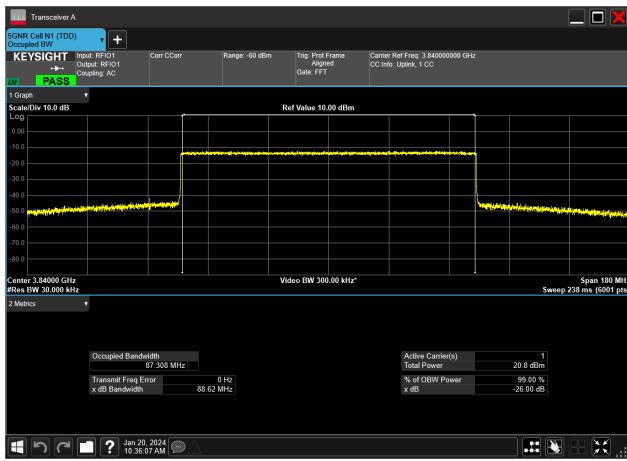 Transceiver A
5GNR Cell N1 (TDD)
Occupied BW
KEYSIGHT
LXI
PASS
Input: RFIO1
Output: RFIO1
Coupling: AC
Corr CCorr
Range: -60 dBm
Trig: Prot Frame
Aligned
Gate: FFT
Carrier Ref Freq: 3.840000000 GHz
CC Info: Uplink, 1 CC
1 Graph
Scale/Div 10.0 dB
Ref Value 10.00 dBm
Log
0.00
-10.0
-20.0
-30.0
-40.0
-50.0
-60.0
-70.0
-80.0
Center 3.84000 GHz
Video BW 300.00 kHz*
Span 180 MH
#Res BW 30.000 kHz
Sweep 238 ms (6001 pts
2 Metrics
Occupied Bandwidth
87.308 MHz
Transmit Freq Error 0 Hz
x dB Bandwidth 88.62 MHz
Active Carrier(s) 1
Total Power 20.8 dBm
% of OBW Power 99.00 %
x dB -26.00 dB
Jan 20, 2024
10:36:07 AM